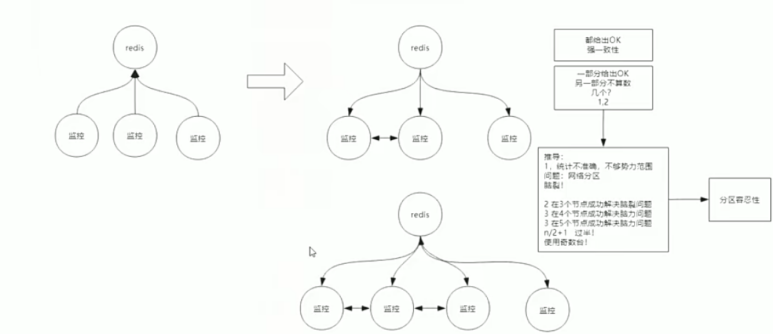 redis
监控
监控
监控
redis
监控
监控
监控
都给出OK
强一致性
一部分给出OK
另一部分不算数
几个?
1,2
推导:
1，统计不准确，不够势力范围
问题：网络分区
脑裂!
2 在3个节点成功解决脑裂问题
3 在4个节点成功解决脑力问题
3 在5个节点成功解决脑力问题
n/2+1 过半!
使用奇数台!
分区容忍性
redis
监控
监控
监控
监控